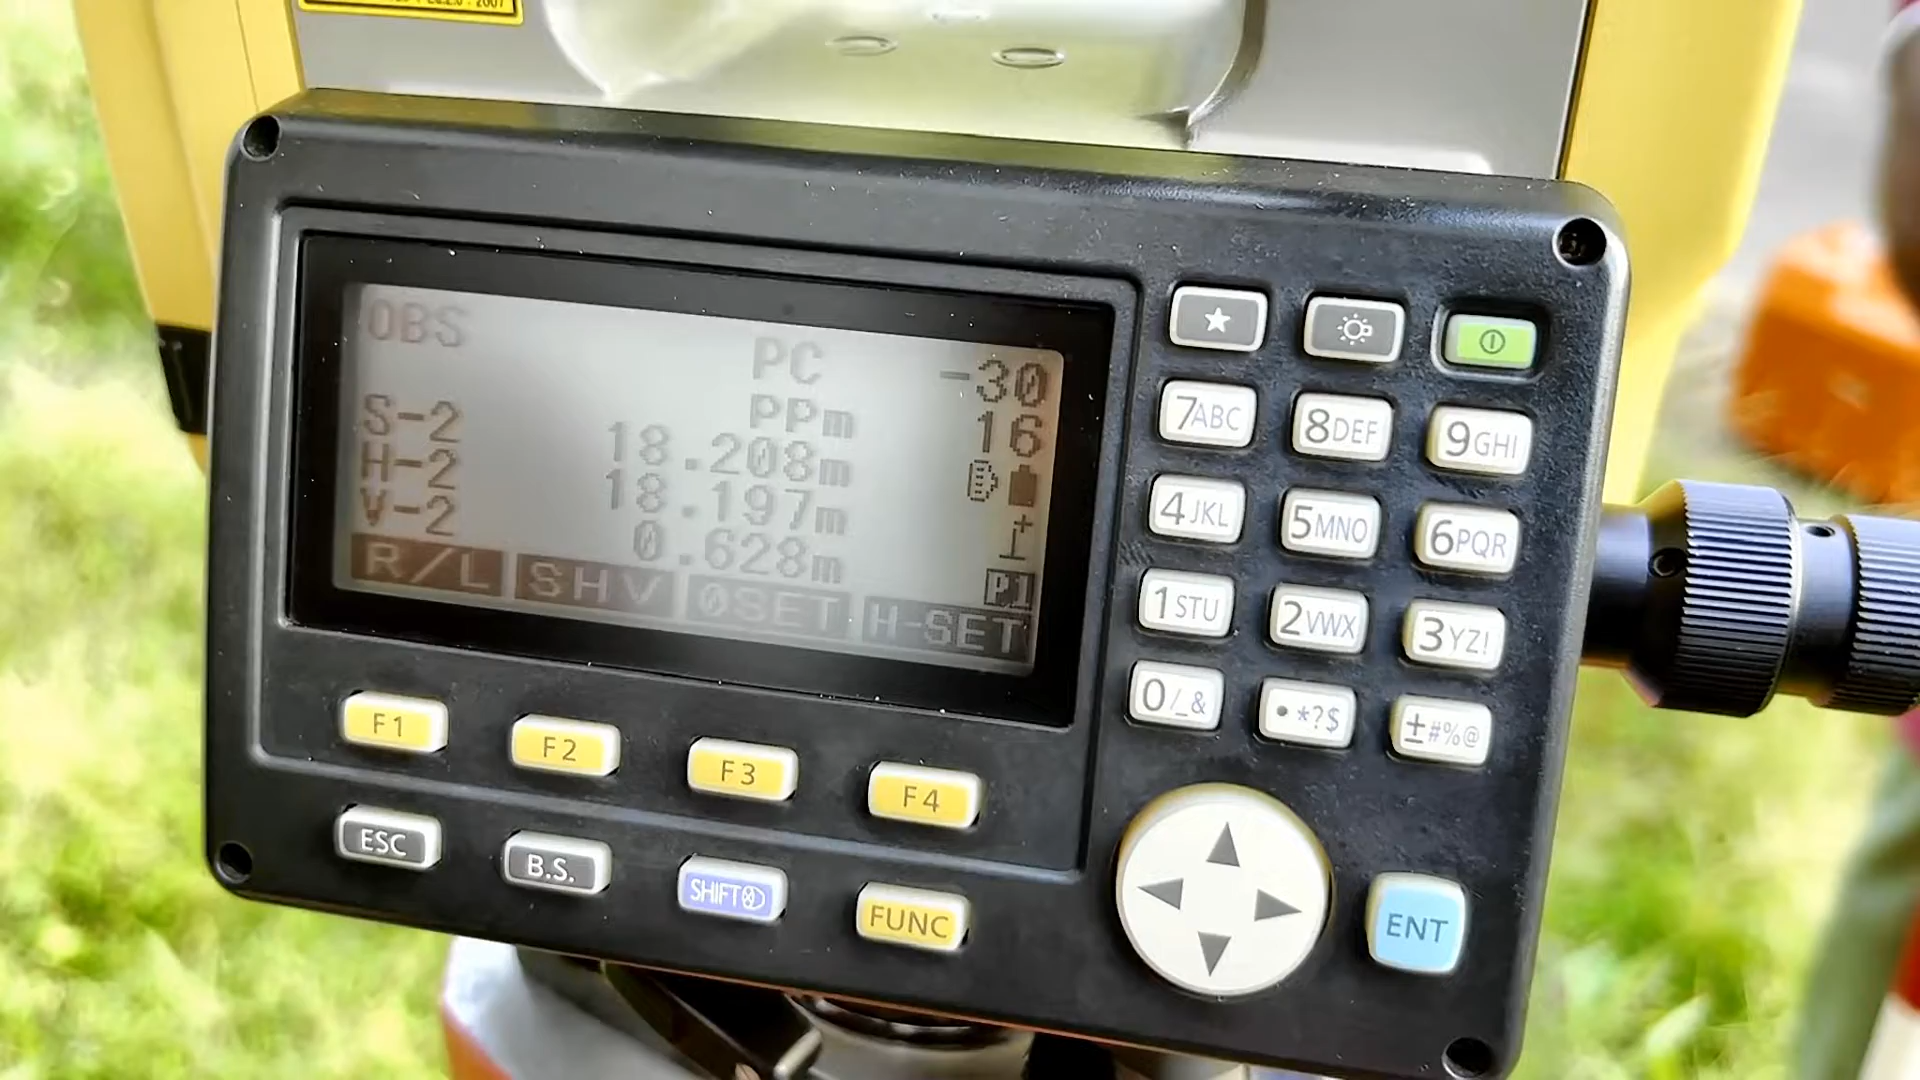 OBS
PC -30
ppm 16
S-2 18.208m
H-2 18.197m
V-2 0.628m
P1
R/L SHV 0SET H-SET
7ABC 8DEF 9GHI
4JKL 5MNO 6PQR
1STU 2VWX 3YZ!
0/_& •*?$ ±#%@
F1 F2 F3 F4
ESC B.S. SHIFT FUNC
ENT